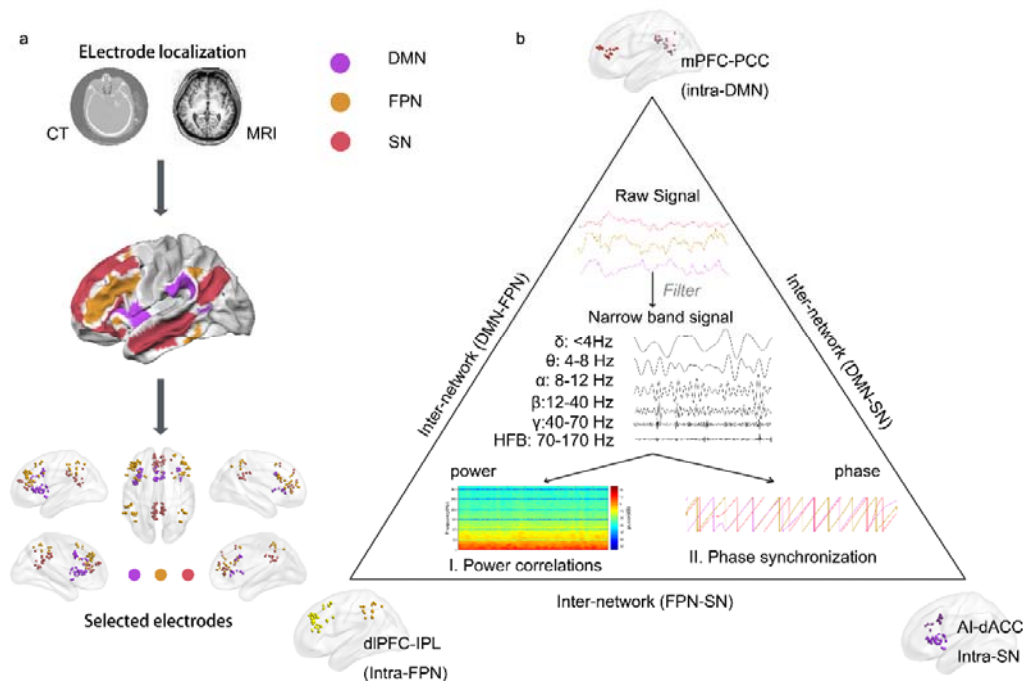 a
ELectrode localization
CT
MRI
DMN
FPN
SN
Selected electrodes
b
mPFC-PCC
(intra-DMN)
Inter-network (DMN-FPN)
Inter-network (DMN-SN)
Raw Signal
Filter
Narrow band signal
δ: <4Hz
θ: 4-8 Hz
α: 8-12 Hz
β:12-40 Hz
γ:40-70 Hz
HFB: 70-170 Hz
power
phase
I. Power correlations
II. Phase synchronization
Inter-network (FPN-SN)
dlPFC-IPL
(Intra-FPN)
AI-dACC
Intra-SN